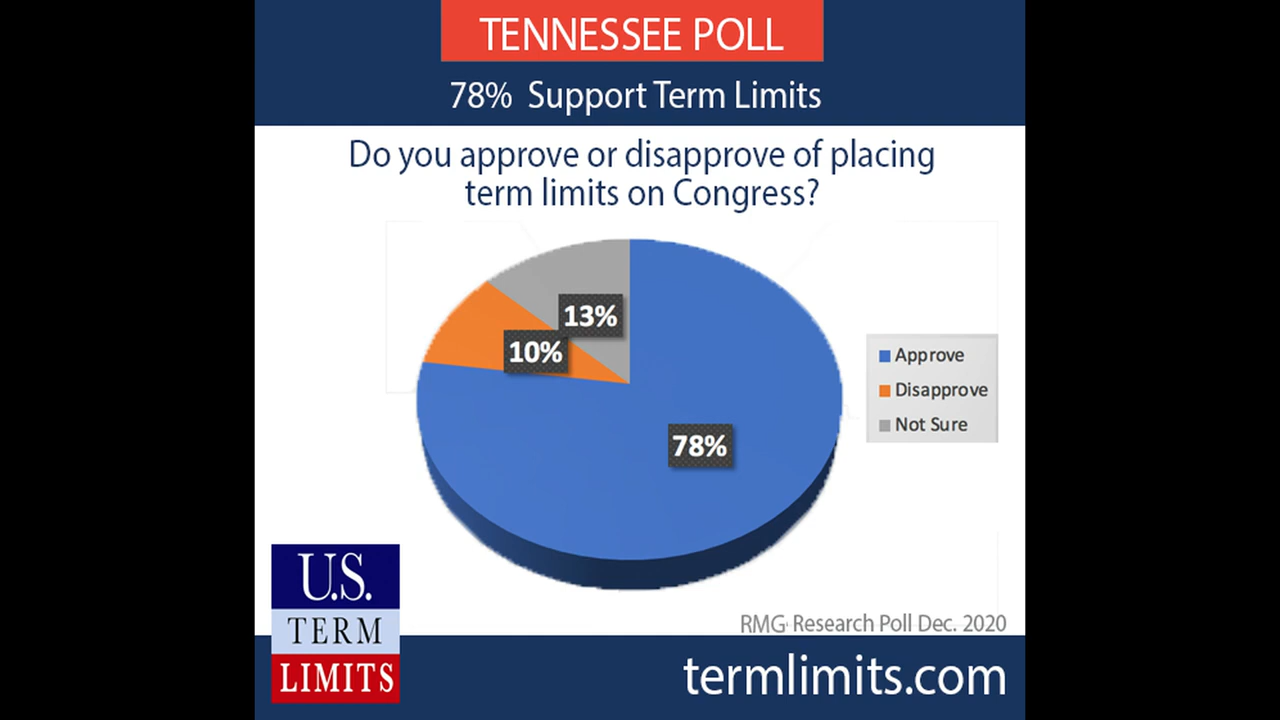 TENNESSEE POLL
78% Support Term Limits
Do you approve or disapprove of placing
term limits on Congress?
13%
10%
78%
Approve
Disapprove
Not Sure
U.S.
TERM
LIMITS
RMG Research Poll Dec. 2020
termlimits.com